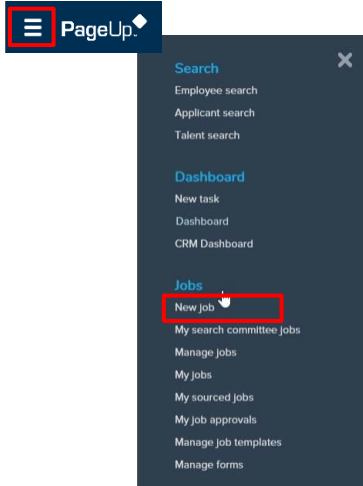 PageUp
Search
Employee search
Applicant search
Talent search
Dashboard
New task
Dashboard
CRM Dashboard
Jobs
New job
My search committee jobs
Manage jobs
My jobs
My sourced jobs
My job approvals
Manage job templates
Manage forms